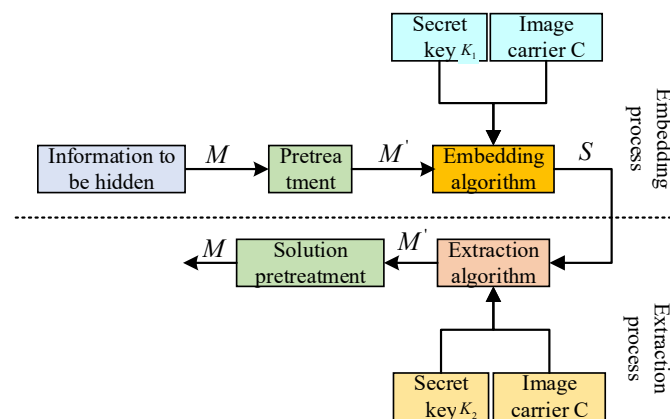 Secret
key K₁
Image
carrier C
Embedding
process
Information to
be hidden
M
Pretrea
tment
M'
Embedding
algorithm
S
M
Solution
pretreatment
M'
Extraction
algorithm
Extraction
process
Secret
key K₂
Image
carrier C